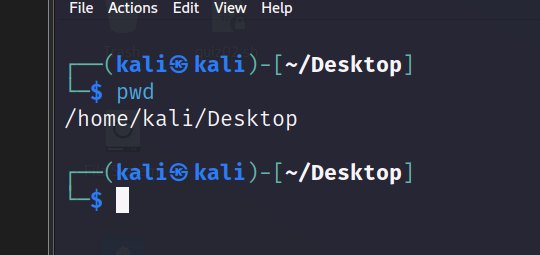 File Actions Edit View Help
┌──(kali㉿kali)-[~/Desktop]
└─$ pwd
/home/kali/Desktop
┌──(kali㉿kali)-[~/Desktop]
└─$